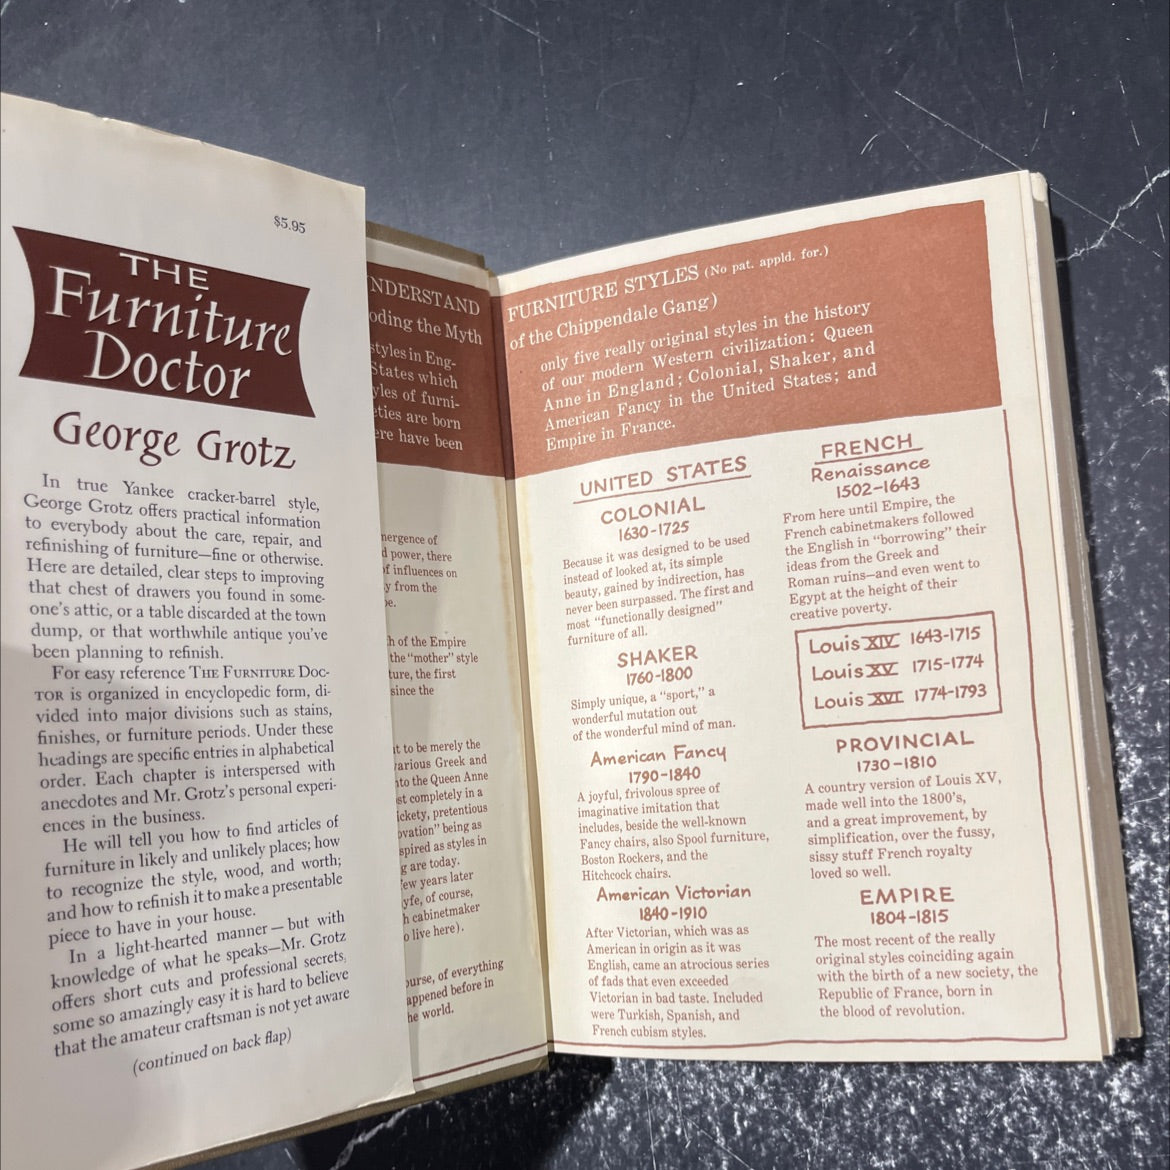 $5.95
THE
Furniture
Doctor
George Grotz
In true Yankee cracker-barrel style,
George Grotz offers practical information
to everybody about the care, repair, and
refinishing of furniture—fine or otherwise.
Here are detailed, clear steps to improving
that chest of drawers you found in some-
one's attic, or a table discarded at the town
dump, or that worthwhile antique you've
been planning to refinish.
For easy reference THE FURNITURE DOC-
TOR is organized in encyclopedic form, di-
vided into major divisions such as stains,
finishes, or furniture periods. Under these
headings are specific entries in alphabetical
order. Each chapter is interspersed with
anecdotes and Mr. Grotz's personal experi-
ences in the business.
He will tell you how to find articles of
furniture in likely and unlikely places; how
to recognize the style, wood, and worth;
and how to refinish it to make a presentable
piece to have in your house.
In a light-hearted manner—but with
knowledge of what he speaks—Mr. Grotz
offers short cuts and professional secrets,
some so amazingly easy it is hard to believe
that the amateur craftsman is not yet aware
(continued on back flap)
NDERSTAND
oding the Myth
styles in Eng-
States which
yles of furni-
eties are born
ere have been
nergence of
d power, there
of influences on
y from the
pe.
h of the Empire
the "mother" style
ture, the first
since the
t to be merely the
various Greek and
nto the Queen Anne
st completely in a
ickety, pretentious
ovation" being as
spired as styles in
g are today.
few years later
yfe, of course,
h cabinetmaker
o live here).
ourse, of everything
appened before in
he world.
FURNITURE STYLES (No pat. appld. for.)
of the Chippendale Gang)
only five really original styles in the history
of our modern Western civilization: Queen
Anne in England; Colonial, Shaker, and
American Fancy in the United States; and
Empire in France.
UNITED STATES
COLONIAL
1630-1725
Because it was designed to be used
instead of looked at, its simple
beauty, gained by indirection, has
never been surpassed. The first and
most "functionally designed"
furniture of all.
SHAKER
1760-1800
Simply unique, a "sport," a
wonderful mutation out
of the wonderful mind of man.
American Fancy
1790-1840
A joyful, frivolous spree of
imaginative imitation that
includes, beside the well-known
Fancy chairs, also Spool furniture,
Boston Rockers, and the
Hitchcock chairs.
American Victorian
1840-1910
After Victorian, which was as
American in origin as it was
English, came an atrocious series
of fads that even exceeded
Victorian in bad taste. Included
were Turkish, Spanish, and
French cubism styles.
FRENCH
Renaissance
1502-1643
From here until Empire, the
French cabinetmakers followed
the English in "borrowing" their
ideas from the Greek and
Roman ruins—and even went to
Egypt at the height of their
creative poverty.
Louis XIV 1643-1715
Louis XV 1715-1774
Louis XVI 1774-1793
PROVINCIAL
1730-1810
A country version of Louis XV,
made well into the 1800's,
and a great improvement, by
simplification, over the fussy,
sissy stuff French royalty
loved so well.
EMPIRE
1804-1815
The most recent of the really
original styles coinciding again
with the birth of a new society, the
Republic of France, born in
the blood of revolution.